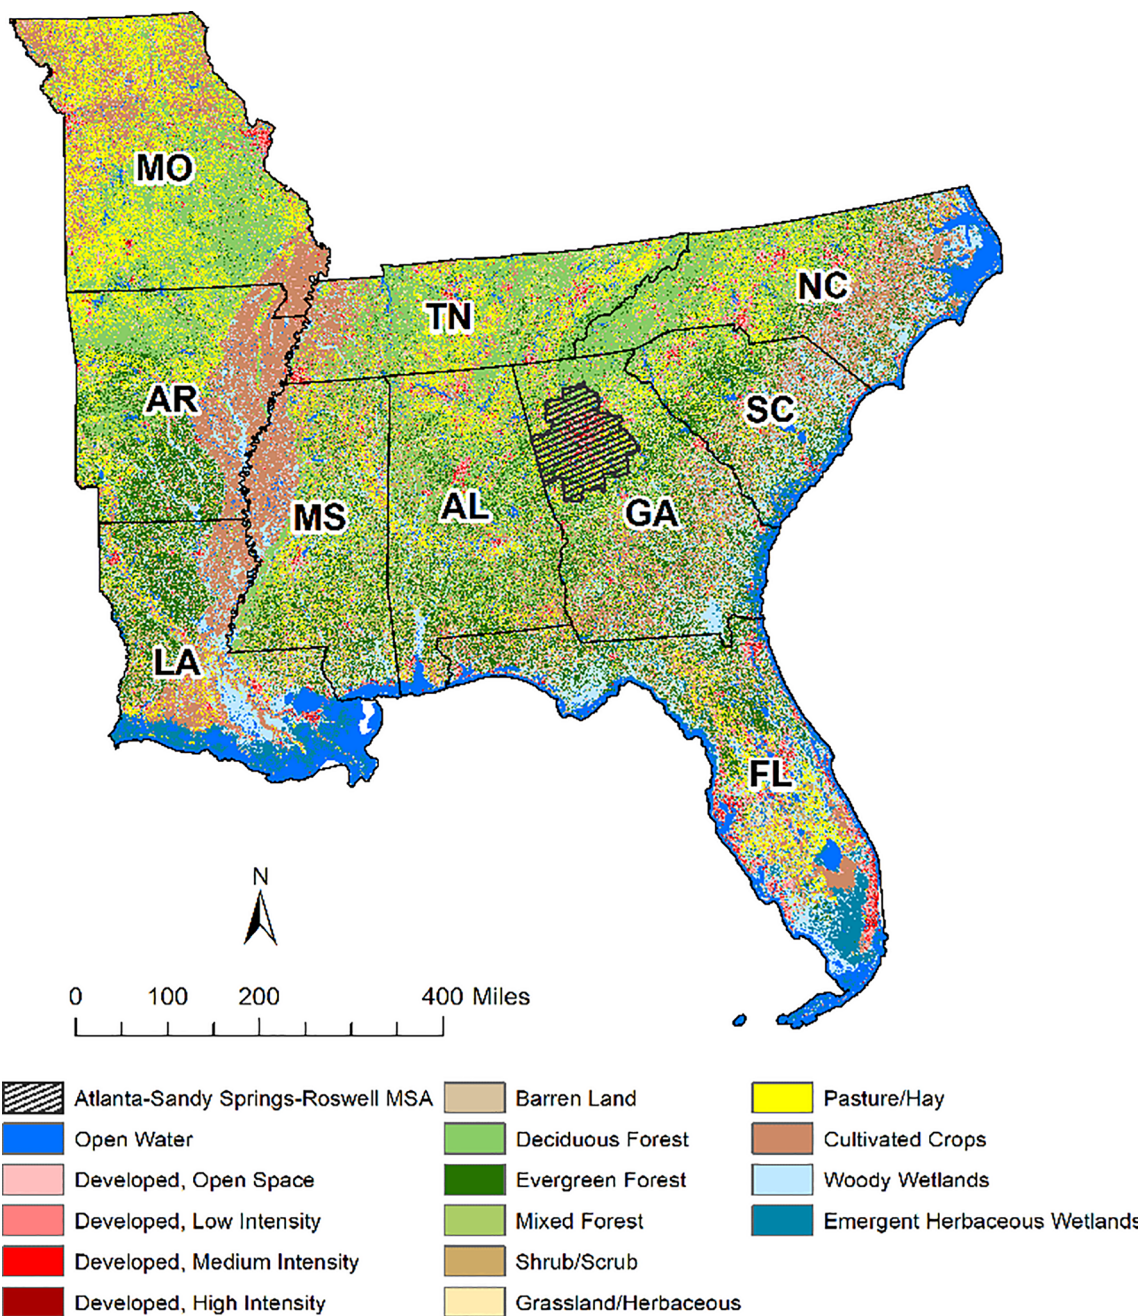 MO
NC
TN
AR
SC
MS
AL
GA
LA
FL
N
0 100 200 400 Miles
Atlanta-Sandy Springs-Roswell MSA
Open Water
Developed, Open Space
Developed, Low Intensity
Developed, Medium Intensity
Developed, High Intensity
Barren Land
Deciduous Forest
Evergreen Forest
Mixed Forest
Shrub/Scrub
Grassland/Herbaceous
Pasture/Hay
Cultivated Crops
Woody Wetlands
Emergent Herbaceous Wetlands